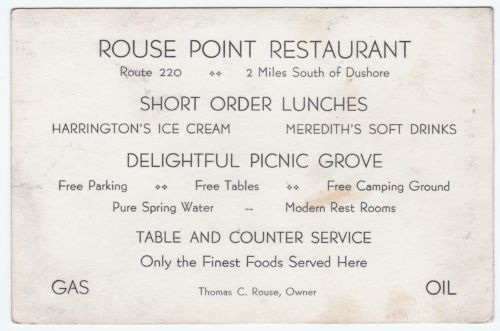 ROUSE POINT RESTAURANT
Route 220 ❖ 2 Miles South of Dushore
SHORT ORDER LUNCHES
HARRINGTON'S ICE CREAM MEREDITH'S SOFT DRINKS
DELIGHTFUL PICNIC GROVE
Free Parking ❖ Free Tables ❖ Free Camping Ground
Pure Spring Water -- Modern Rest Rooms
TABLE AND COUNTER SERVICE
Only the Finest Foods Served Here
GAS Thomas C. Rouse, Owner OIL